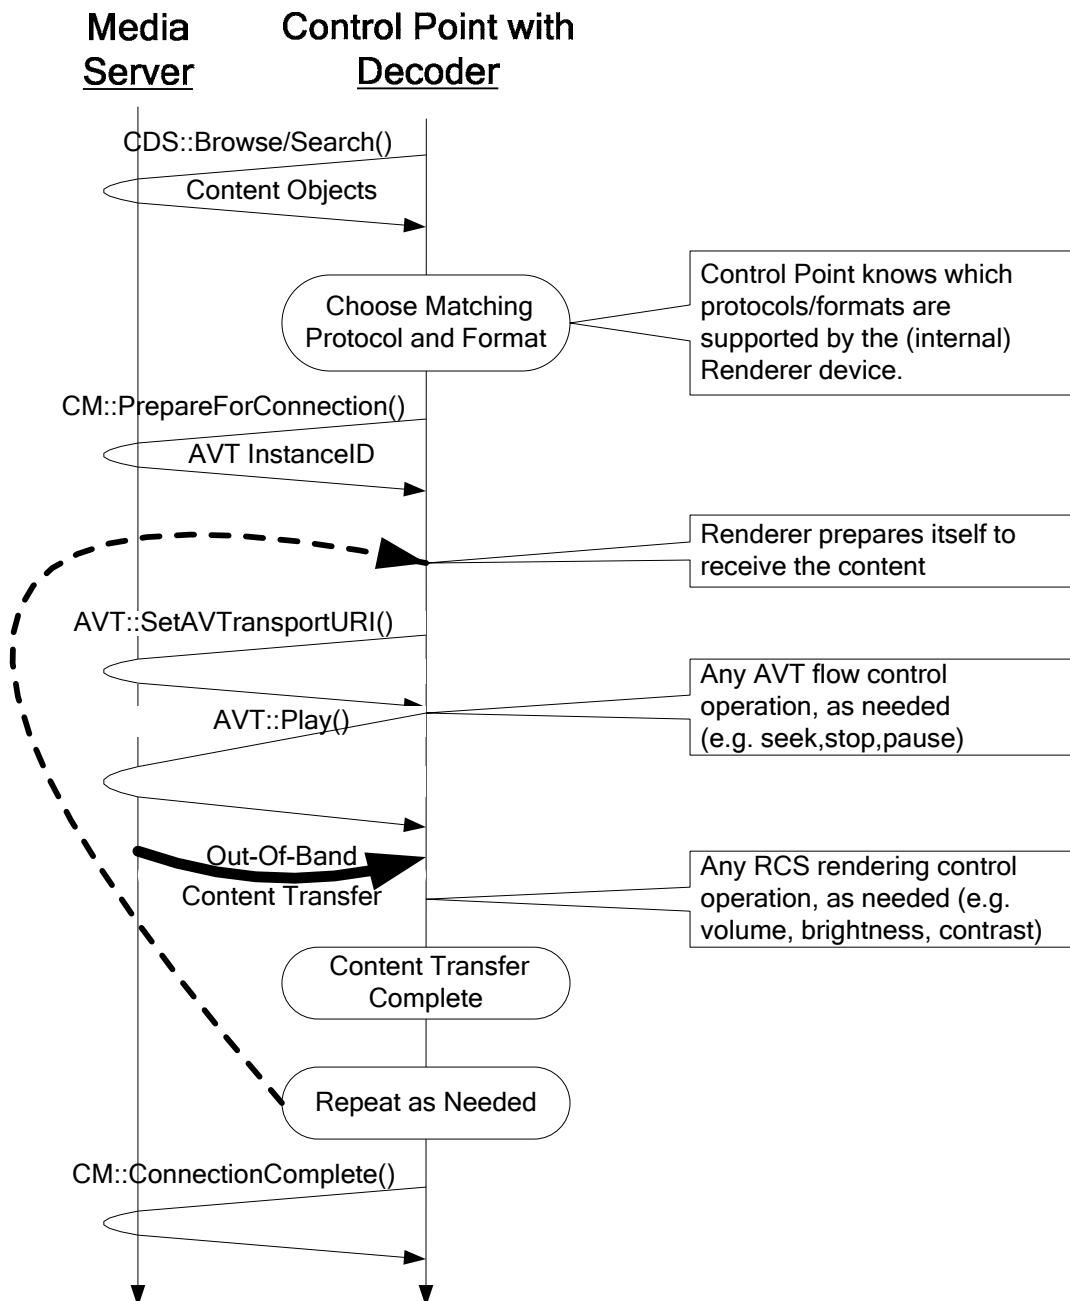 Media
Server
Control Point with
Decoder
CDS::Browse/Search()
Content Objects
Choose Matching
Protocol and Format
Control Point knows which
protocols/formats are
supported by the (internal)
Renderer device.
CM::PrepareForConnection()
AVT InstanceID
Renderer prepares itself to
receive the content
AVT::SetAVTransportURI()
Any AVT flow control
operation, as needed
(e.g. seek,stop,pause)
AVT::Play()
Out-Of-Band
Content Transfer
Any RCS rendering control
operation, as needed (e.g.
volume, brightness, contrast)
Content Transfer
Complete
Repeat as Needed
CM::ConnectionComplete()